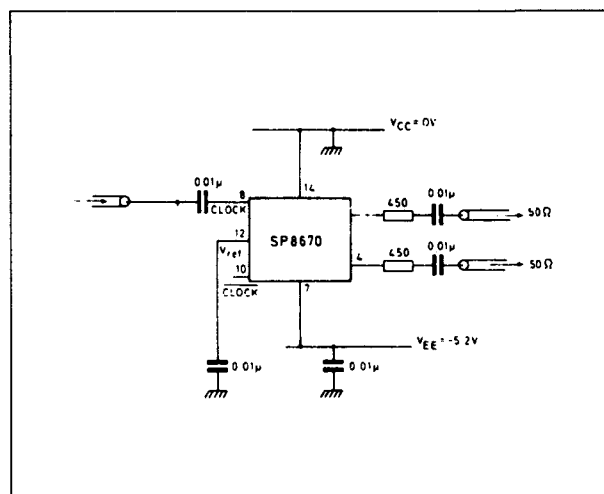 VCC = 0V
0.01µ
8
14
CLOCK
450
0.01µ
50Ω
12
SP8670
Vref
4
450
0.01µ
50Ω
10
CLOCK
7
VEE = -5.2V
0.01µ
0.01µ